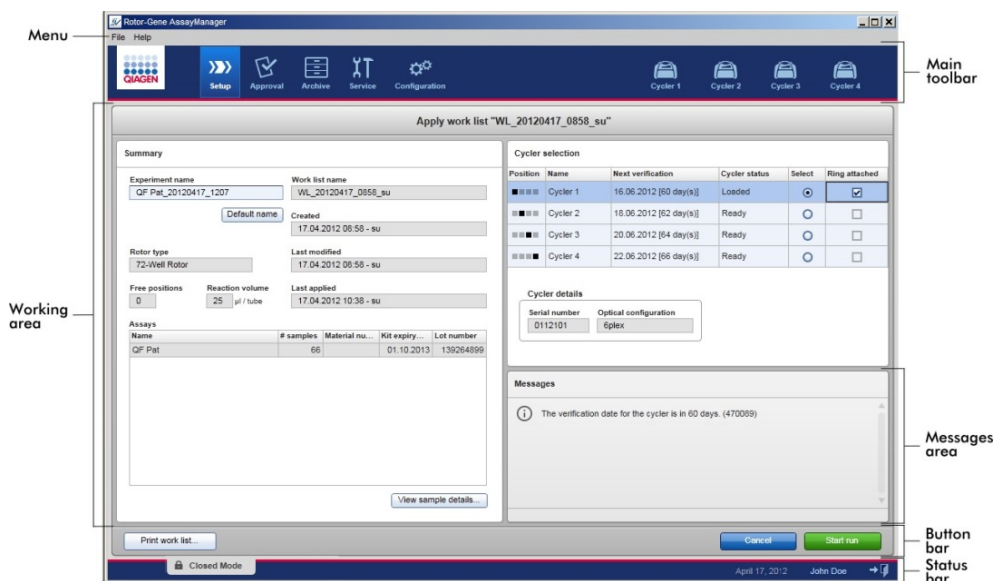 Rotor-Gene AssayManager
Menu
File Help
QIAGEN
Setup Approval Archive Service Configuration
Cycler 1 Cycler 2 Cycler 3 Cycler 4
Main toolbar
Apply work list "WL_20120417_0858_su"
Summary
Experiment name Work list name
QF Pat_20120417_1207 WL_20120417_0858_su
Default name
Created
17.04.2012 08:58 - su
Rotor type Last modified
72-Well Rotor 17.04.2012 08:58 - su
Free positions Reaction volume Last applied
0 25 µl / tube 17.04.2012 10:38 - su
Assays
Name # samples Material nu... Kit expiry... Lot number
QF Pat 66 01.10.2013 139264899
View sample details...
Working area
Cycler selection
Position Name Next verification Cycler status Select Ring attached
Cycler 1 16.06.2012 [60 day(s)] Loaded
Cycler 2 18.06.2012 [62 day(s)] Ready
Cycler 3 20.06.2012 [64 day(s)] Ready
Cycler 4 22.06.2012 [66 day(s)] Ready
Cycler details
Serial number Optical configuration
0112101 6plex
Messages
The verification date for the cycler is in 60 days. (470089)
Messages area
Print work list... Cancel Start run
Button bar
Closed Mode April 17, 2012 John Doe
Status bar